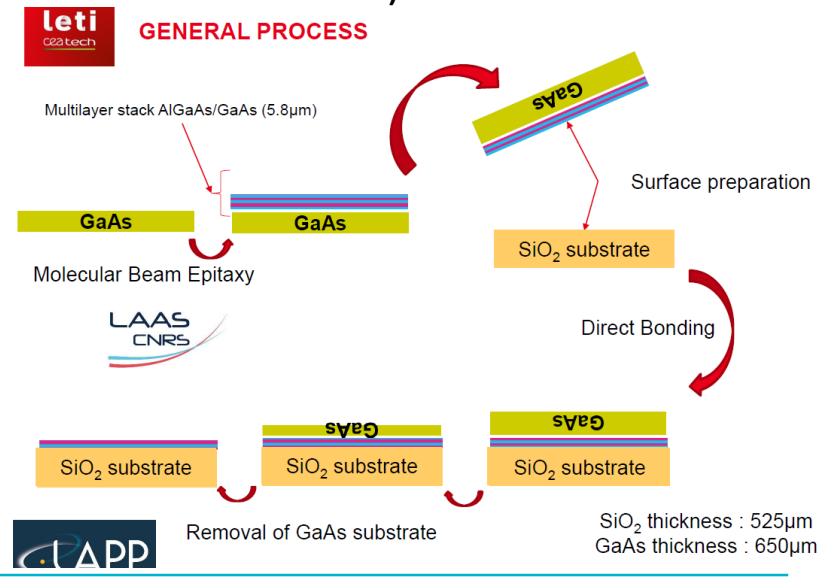 leti
ceatech
GENERAL PROCESS
Multilayer stack AlGaAs/GaAs (5.8µm)
GaAs
Surface preparation
GaAs
GaAs
SiO₂ substrate
Molecular Beam Epitaxy
LAAS
CNRS
Direct Bonding
GaAs
GaAs
SiO₂ substrate
SiO₂ substrate
SiO₂ substrate
Removal of GaAs substrate
SiO₂ thickness : 525µm
GaAs thickness : 650µm
LAPP